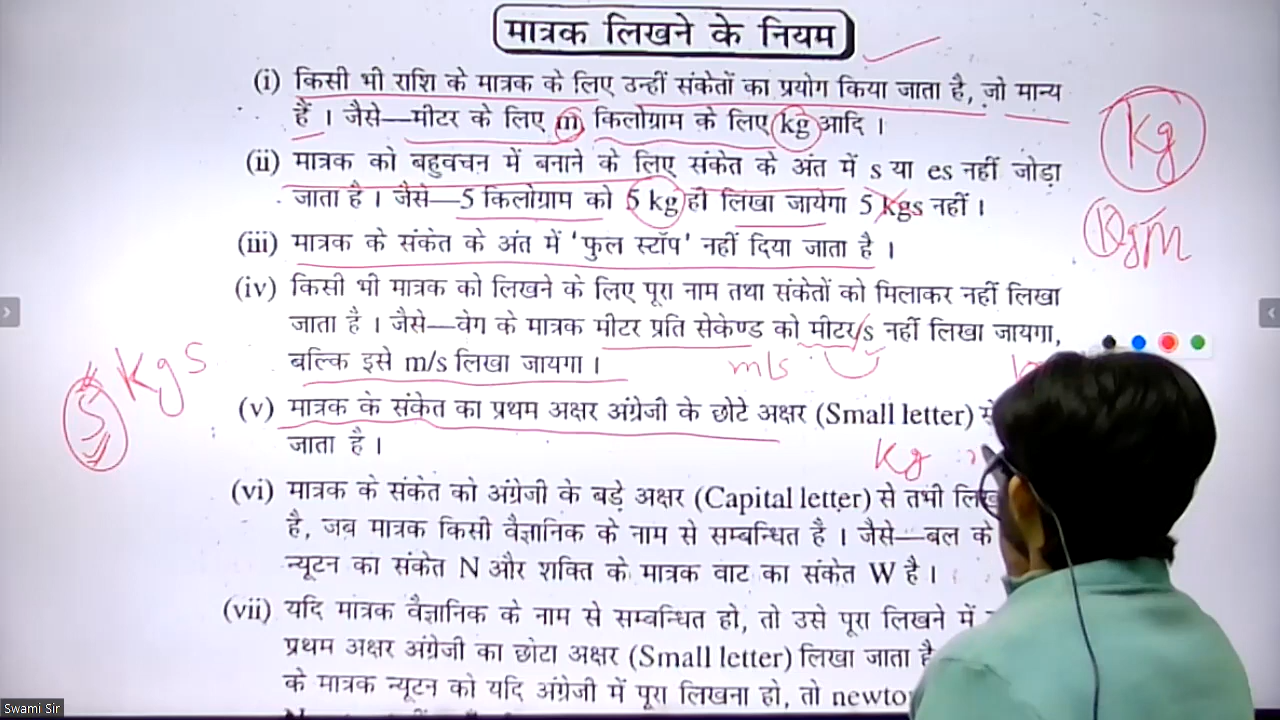 मात्रक लिखने के नियम
(i) किसी भी राशि के मात्रक के लिए उन्हीं संकेतों का प्रयोग किया जाता है, जो मान्य
हैं । जैसे—मीटर के लिए m किलोग्राम के लिए kg आदि ।
Kg
(ii) मात्रक को बहुवचन में बनाने के लिए संकेत के अंत में s या es नहीं जोड़ा
जाता है । जैसे—5 किलोग्राम को 5 kg ही लिखा जायेगा 5 kgs नहीं ।
Kgm
(iii) मात्रक के संकेत के अंत में 'फुल स्टॉप' नहीं दिया जाता है ।
(iv) किसी भी मात्रक को लिखने के लिए पूरा नाम तथा संकेतों को मिलाकर नहीं लिखा
जाता है । जैसे—वेग के मात्रक मीटर प्रति सेकेण्ड को मीटर/s नहीं लिखा जायगा,
बल्कि इसे m/s लिखा जायगा ।
m/s
Kgs
(v) मात्रक के संकेत का प्रथम अक्षर अंग्रेजी के छोटे अक्षर (Small letter)
जाता है ।
Kg
(vi) मात्रक के संकेत को अंग्रेजी के बड़े अक्षर (Capital letter) से तभी
है, जब मात्रक किसी वैज्ञानिक के नाम से सम्बन्धित है । जैसे—बल के
न्यूटन का संकेत N और शक्ति के मात्रक वाट का संकेत W है ।
(vii) यदि मात्रक वैज्ञानिक के नाम से सम्बन्धित हो, तो उसे पूरा लिखने में
प्रथम अक्षर अंग्रेजी का छोटा अक्षर (Small letter) लिखा जाता है
के मात्रक न्यूटन को यदि अंग्रेजी में पूरा लिखना हो, तो newto
Swami Sir